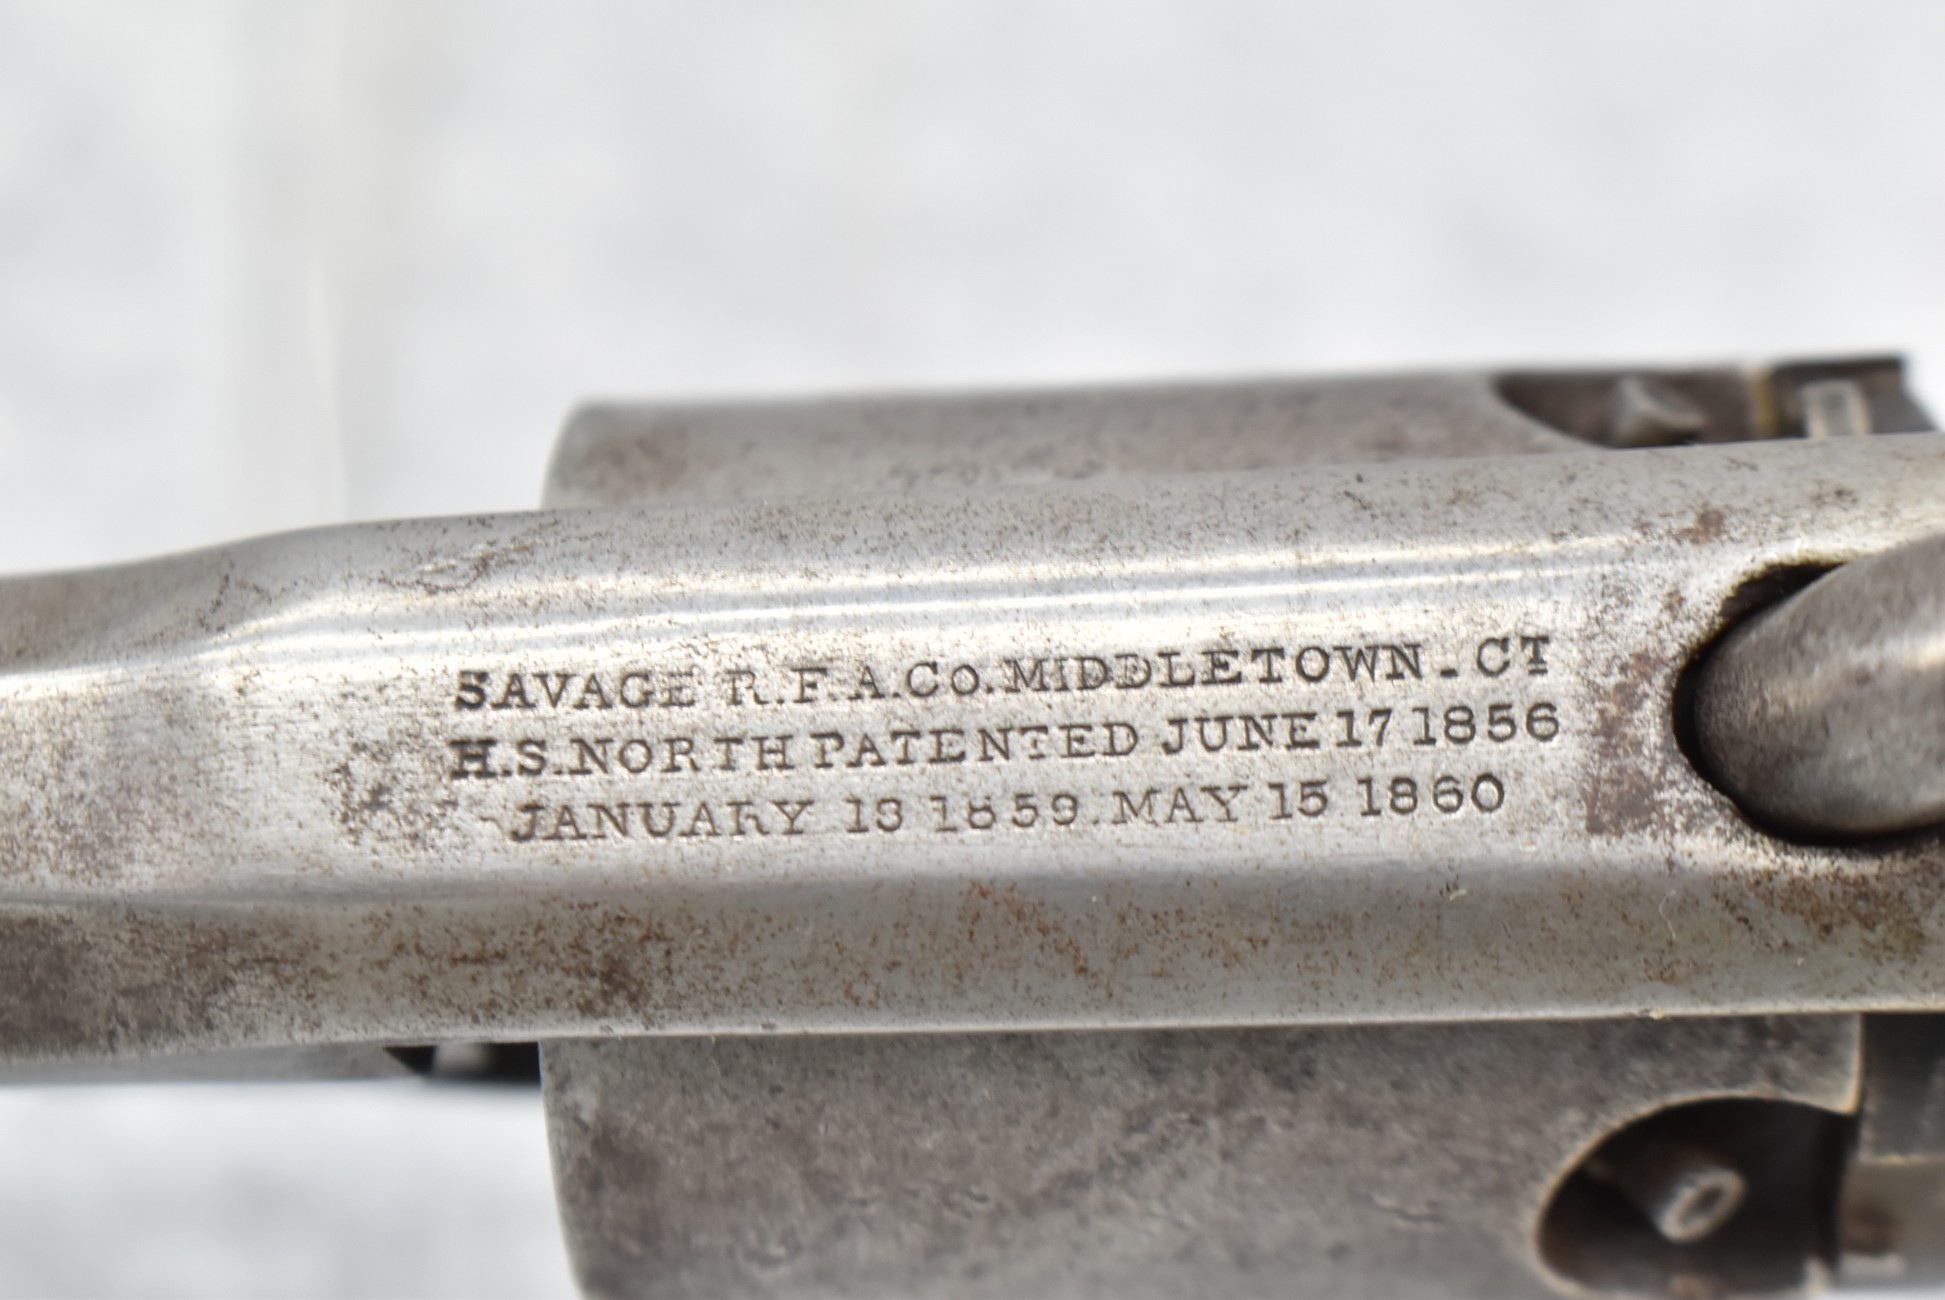 SAVAGE R.F.A.CO. MIDDLETOWN. CT
H.S. NORTH PATENTED JUNE 17 1856
JANUARY 18 1859. MAY 15 1860